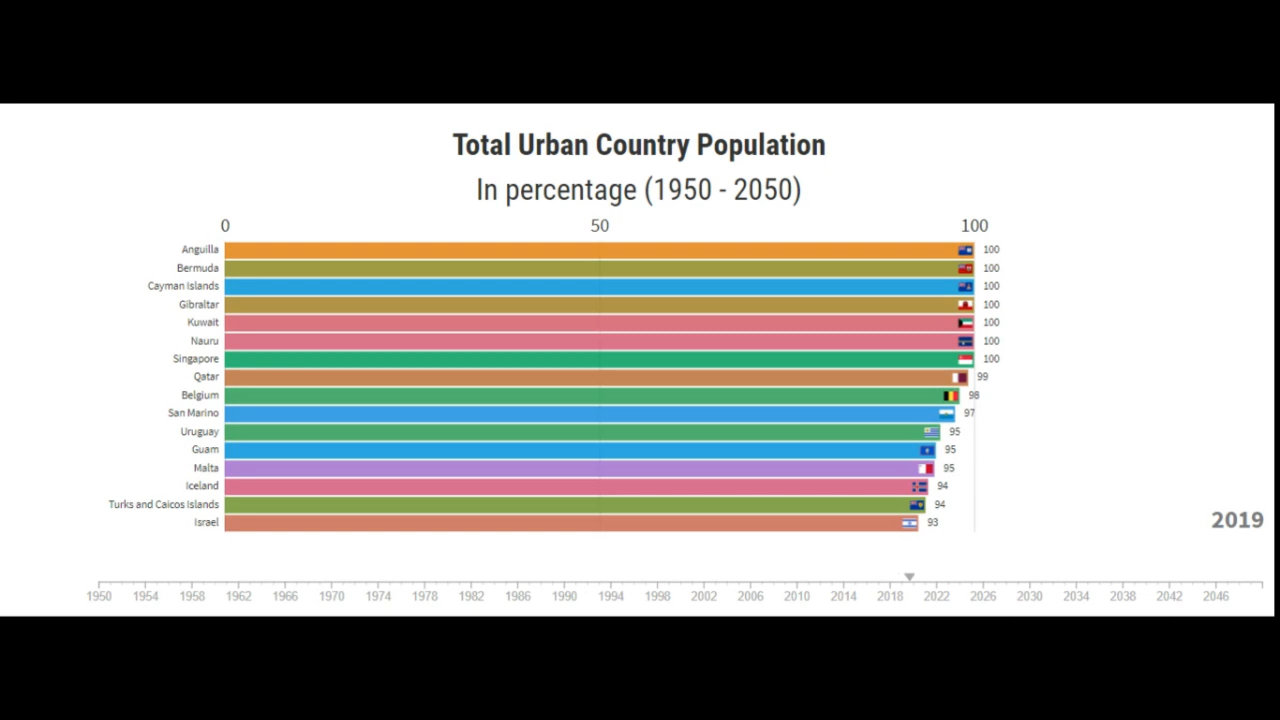 Total Urban Country Population
In percentage (1950 - 2050)
0 50 100
Anguilla 100
Bermuda 100
Cayman Islands 100
Gibraltar 100
Kuwait 100
Nauru 100
Singapore 100
Qatar 99
Belgium 98
San Marino 97
Uruguay 95
Guam 95
Malta 95
Iceland 94
Turks and Caicos Islands 94
Israel 93
2019
1950 1954 1958 1962 1966 1970 1974 1978 1982 1986 1990 1994 1998 2002 2006 2010 2014 2018 2022 2026 2030 2034 2038 2042 2046